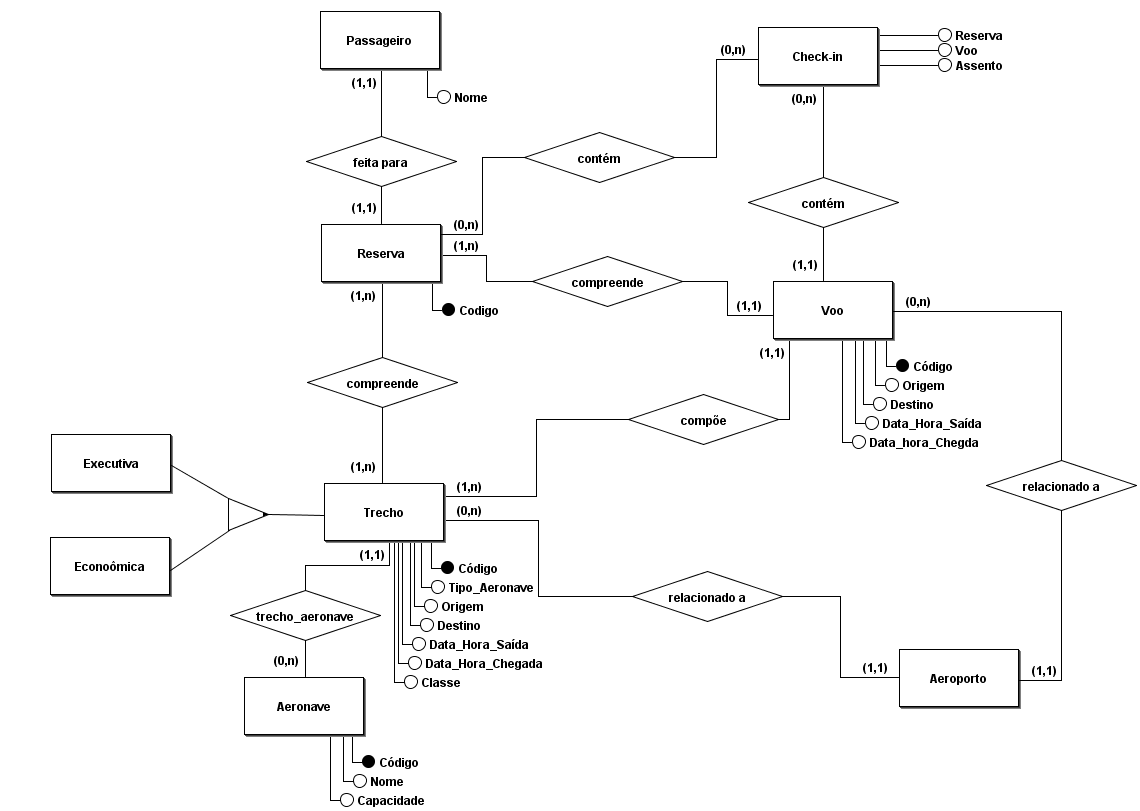 Passageiro
Nome
(1,1)
feita para
(1,1)
Reserva
Codigo
(0,n)
contém
(0,n)
Check-in
Reserva
Voo
Assento
(0,n)
contém
(1,1)
(1,n)
compreende
(1,1)
Voo
Código
Origem
Destino
Data_Hora_Saída
Data_hora_Chegda
(0,n)
relacionado a
(1,1)
(1,n)
compreende
(1,n)
(1,1)
compõe
(1,n)
Executiva
Econoômica
Trecho
Código
Tipo_Aeronave
Origem
Destino
Data_Hora_Saída
Data_Hora_Chegada
Classe
(0,n)
relacionado a
(1,1)
Aeroporto
(1,1)
trecho_aeronave
(0,n)
Aeronave
Código
Nome
Capacidade